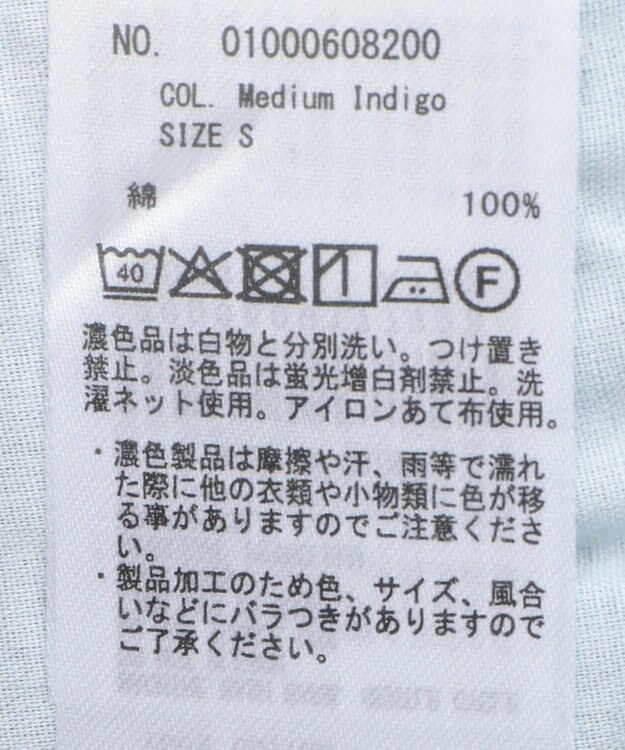 NO. 01000608200
COL. Medium Indigo
SIZE S
綿 100%
40 F
濃色品は白物と分別洗い。つけ置き
禁止。淡色品は蛍光増白剤禁止。洗
濯ネット使用。アイロンあて布使用。
・濃色製品は摩擦や汗、雨等で濡れ
た際に他の衣類や小物類に色が移
る事がありますのでご注意くださ
い。
・製品加工のため色、サイズ、風合
いなどにバラつきがありますので
ご了承ください。